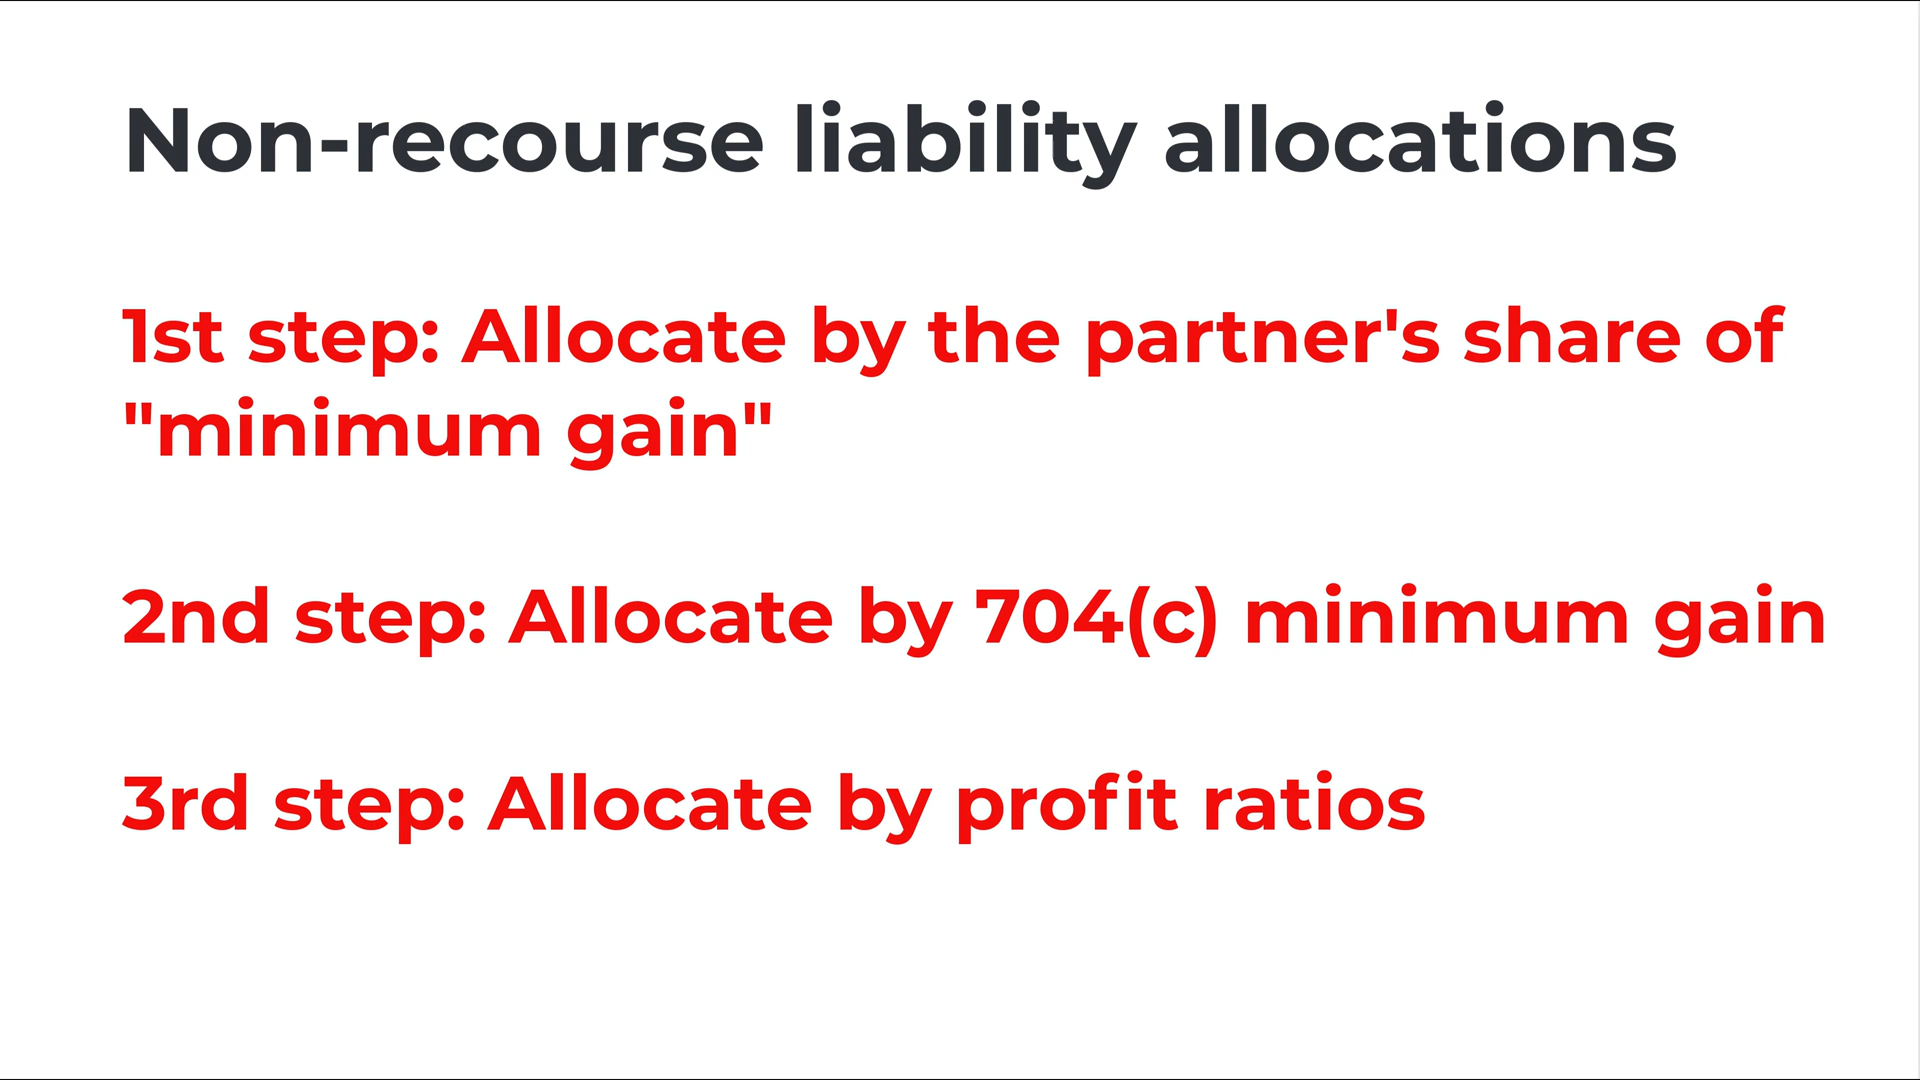 Non-recourse liability allocations
1st step: Allocate by the partner's share of
"minimum gain"
2nd step: Allocate by 704(c) minimum gain
3rd step: Allocate by profit ratios